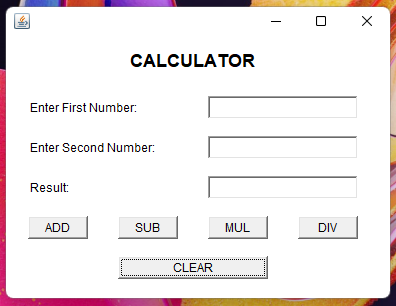 CALCULATOR
Enter First Number:
Enter Second Number:
Result:
ADD SUB MUL DIV
CLEAR